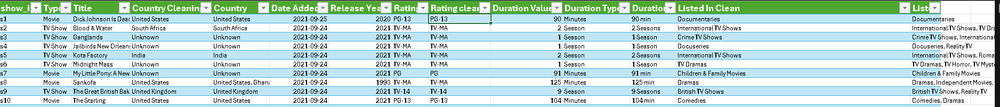 show_i Type Title Country Cleaning Country Date Added Release Yea Rating Rating clean Duration Value Duration Type Duration Listed In Clean List
s1 Movie Dick Johnson Is Deac United States United States 2021-09-25 2020 PG-13 PG-13 90 Minutes 90 min Documentaries Documentaries
s2 TV Show Blood & Water South Africa South Africa 2021-09-24 2021 TV-MA TV-MA 2 Season 2 Seasons International TV Shows International TV Shows, TV Dra
s3 TV Show Ganglands Unknown Unknown 2021-09-24 2021 TV-MA TV-MA 1 Season 1 Season Crime TV Shows Crime TV Shows, International
s4 TV Show Jailbirds New Orleans Unknown Unknown 2021-09-24 2021 TV-MA TV-MA 1 Season 1 Season Docuseries Docuseries, Reality TV
s5 TV Show Kota Factory India India 2021-09-24 2021 TV-MA TV-MA 2 Season 2 Seasons International TV Shows International TV Shows, Roma
s6 TV Show Midnight Mass Unknown Unknown 2021-09-24 2021 TV-MA TV-MA 1 Season 1 Season TV Dramas TV Dramas, TV Horror, TV Myst
s7 Movie My Little Pony: A New Unknown Unknown 2021-09-24 2021 PG PG 91 Minutes 91 min Children & Family Movies Children & Family Movies
s8 Movie Sankofa United States United States, Ghan 2021-09-24 1993 TV-MA TV-MA 125 Minutes 125 min Dramas Dramas, Independent Movies,
s9 TV Show The Great British Bak United Kingdom United Kingdom 2021-09-24 2021 TV-14 TV-14 9 Season 9 Seasons British TV Shows British TV Shows, Reality TV
s10 Movie The Starling United States United States 2021-09-24 2021 PG-13 PG-13 104 Minutes 104 min Comedies Comedies, Dramas